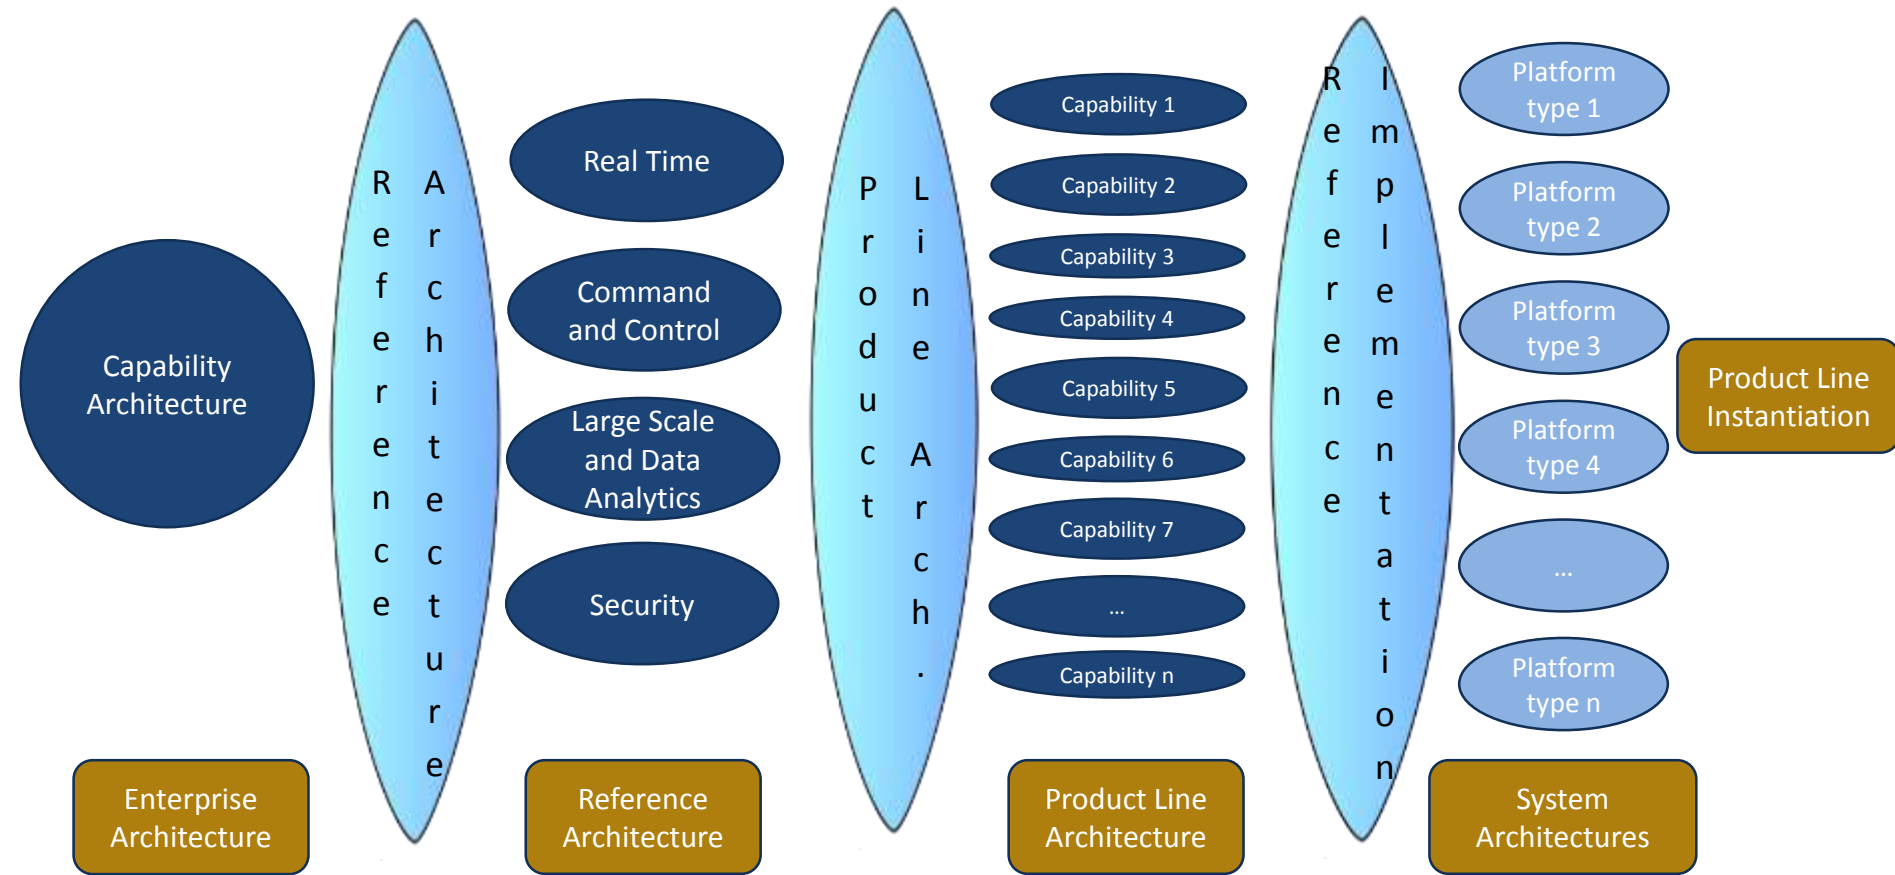 Capability
Architecture
Enterprise
Architecture
Reference
Architecture
Real Time
Command
and Control
Large Scale
and Data
Analytics
Security
Reference
Architecture
Product
Line Arch.
Capability 1
Capability 2
Capability 3
Capability 4
Capability 5
Capability 6
Capability 7
...
Capability n
Product Line
Architecture
Reference
Implementation
Platform
type 1
Platform
type 2
Platform
type 3
Platform
type 4
...
Platform
type n
System
Architectures
Product Line
Instantiation